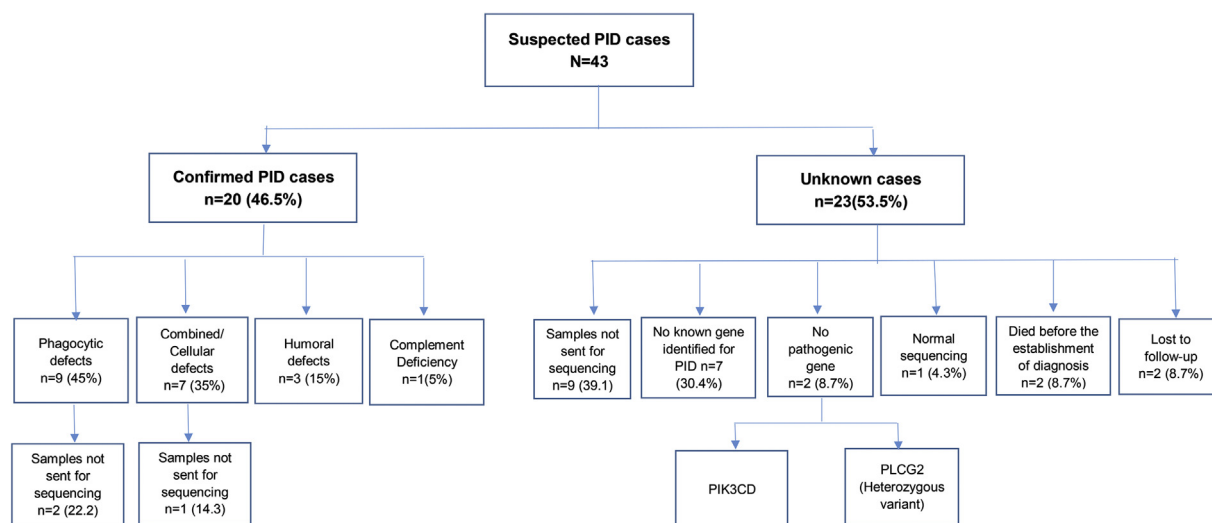 Suspected PID cases
N=43
Confirmed PID cases
n=20 (46.5%)
Unknown cases
n=23(53.5%)
Phagocytic
defects
n=9 (45%)
Combined/
Cellular
defects
n=7 (35%)
Humoral
defects
n=3 (15%)
Complement
Deficiency
n=1(5%)
Samples not
sent for
sequencing
n=9 (39.1)
No known gene
identified for
PID n=7
(30.4%)
No
pathogenic
gene
n=2 (8.7%)
Normal
sequencing
n=1 (4.3%)
Died before the
establishment
of diagnosis
n=2 (8.7%)
Lost to
follow-up
n=2 (8.7%)
Samples not
sent for
sequencing
n=2 (22.2)
Samples not
sent for
sequencing
n=1 (14.3)
PIK3CD
PLCG2
(Heterozygous
variant)